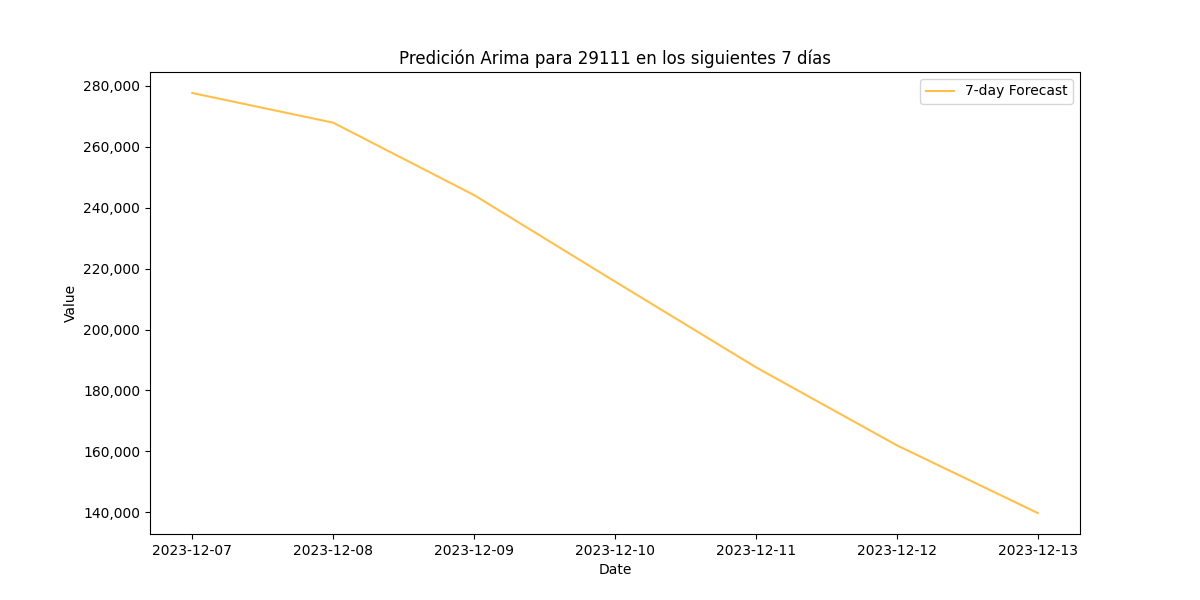 Predición Arima para 29111 en los siguientes 7 días
7-day Forecast
280,000
260,000
240,000
220,000
200,000
180,000
160,000
140,000
Value
2023-12-07 2023-12-08 2023-12-09 2023-12-10 2023-12-11 2023-12-12 2023-12-13
Date